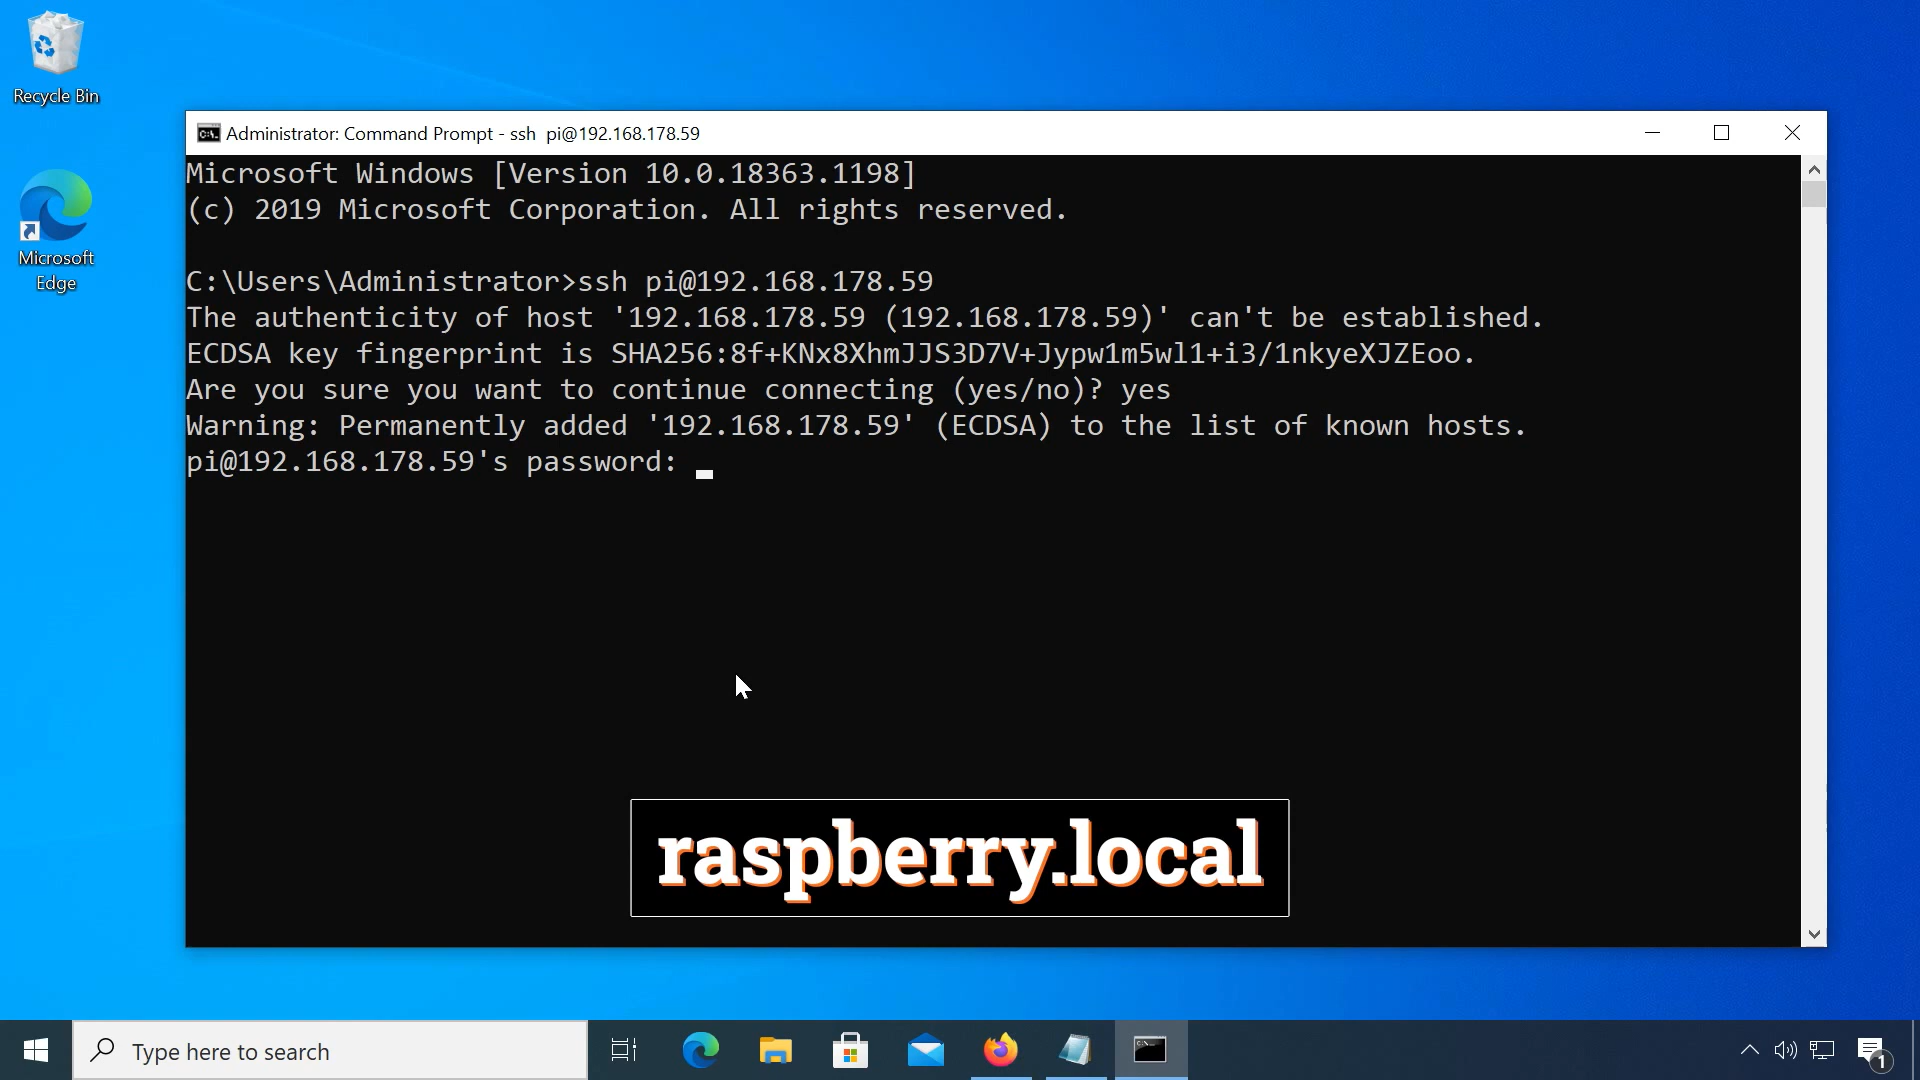 Recycle Bin
Microsoft
Edge
Administrator: Command Prompt - ssh  pi@192.168.178.59
Microsoft Windows [Version 10.0.18363.1198]
(c) 2019 Microsoft Corporation. All rights reserved.
C:\Users\Administrator>ssh pi@192.168.178.59
The authenticity of host '192.168.178.59 (192.168.178.59)' can't be established.
ECDSA key fingerprint is SHA256:8f+KNx8XhmJJS3D7V+Jypw1m5wl1+i3/1nkyeXJZEoo.
Are you sure you want to continue connecting (yes/no)? yes
Warning: Permanently added '192.168.178.59' (ECDSA) to the list of known hosts.
pi@192.168.178.59's password:
raspberry.local
Type here to search
1